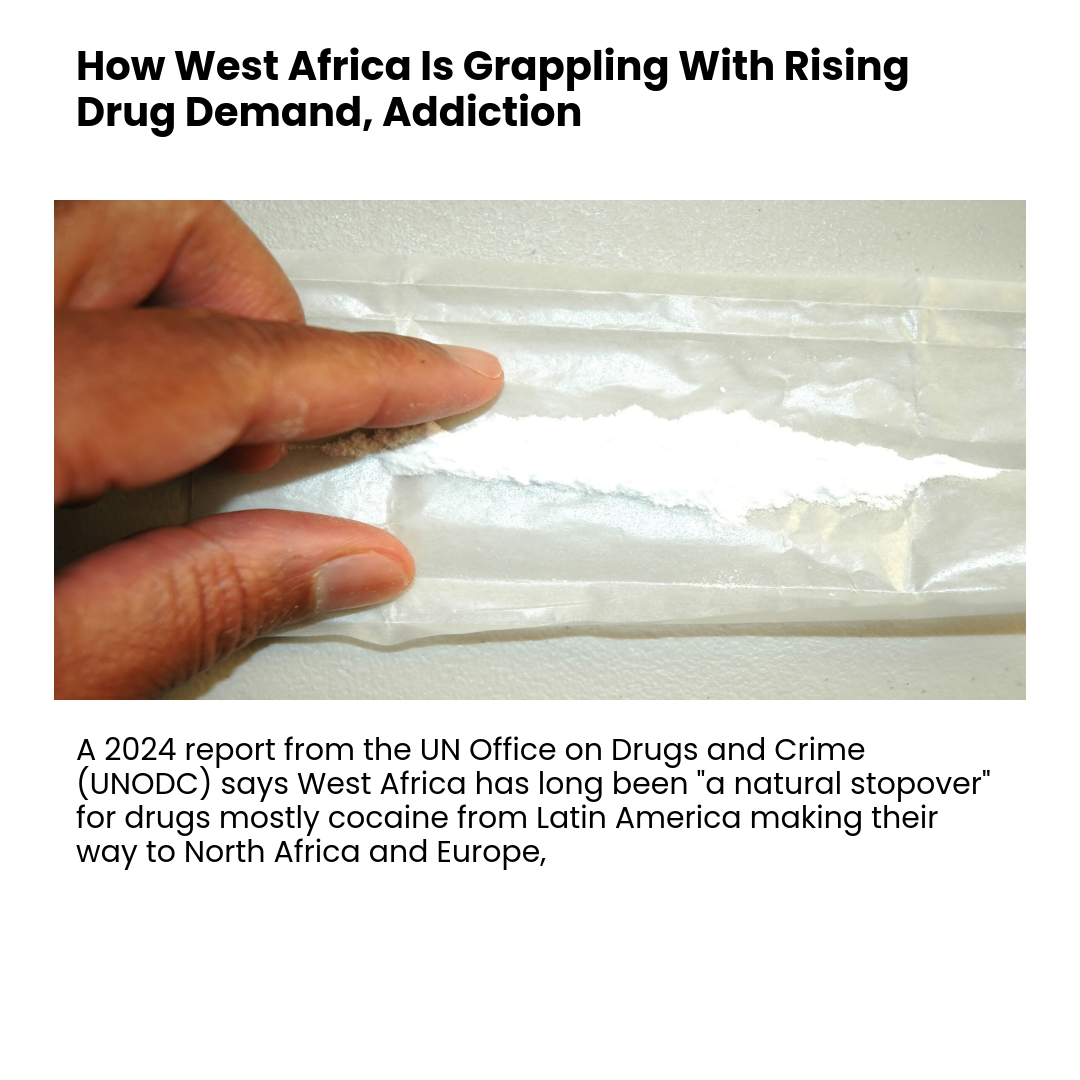 How West Africa Is Grappling With Rising
Drug Demand, Addiction
A 2024 report from the UN Office on Drugs and Crime
(UNODC) says West Africa has long been "a natural stopover"
for drugs mostly cocaine from Latin America making their
way to North Africa and Europe,